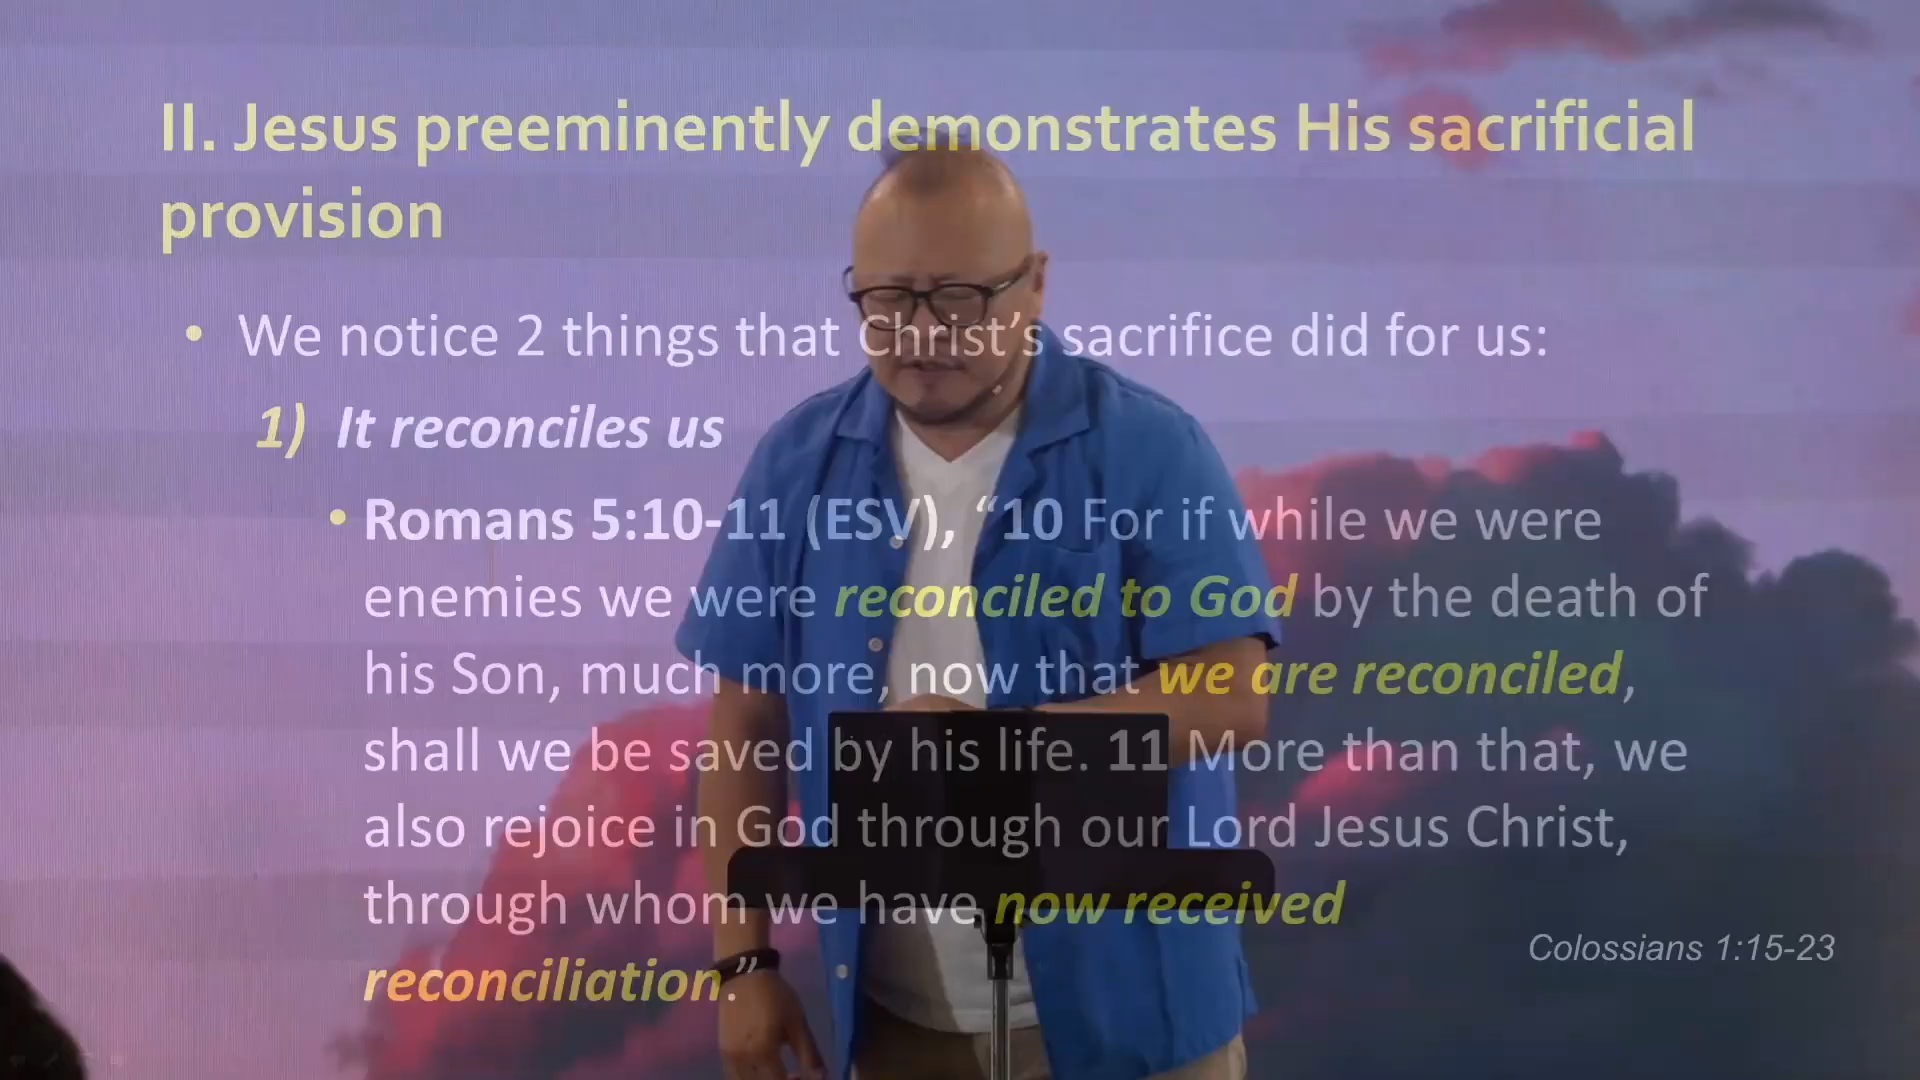 II. Jesus preeminently demonstrates His sacrificial
provision
• We notice 2 things that Christ’s sacrifice did for us:
1) It reconciles us
• Romans 5:10-11 (ESV), “10 For if while we were
enemies we were reconciled to God by the death of
his Son, much more, now that we are reconciled,
shall we be saved by his life. 11 More than that, we
also rejoice in God through our Lord Jesus Christ,
through whom we have now received
reconciliation.”
Colossians 1:15-23